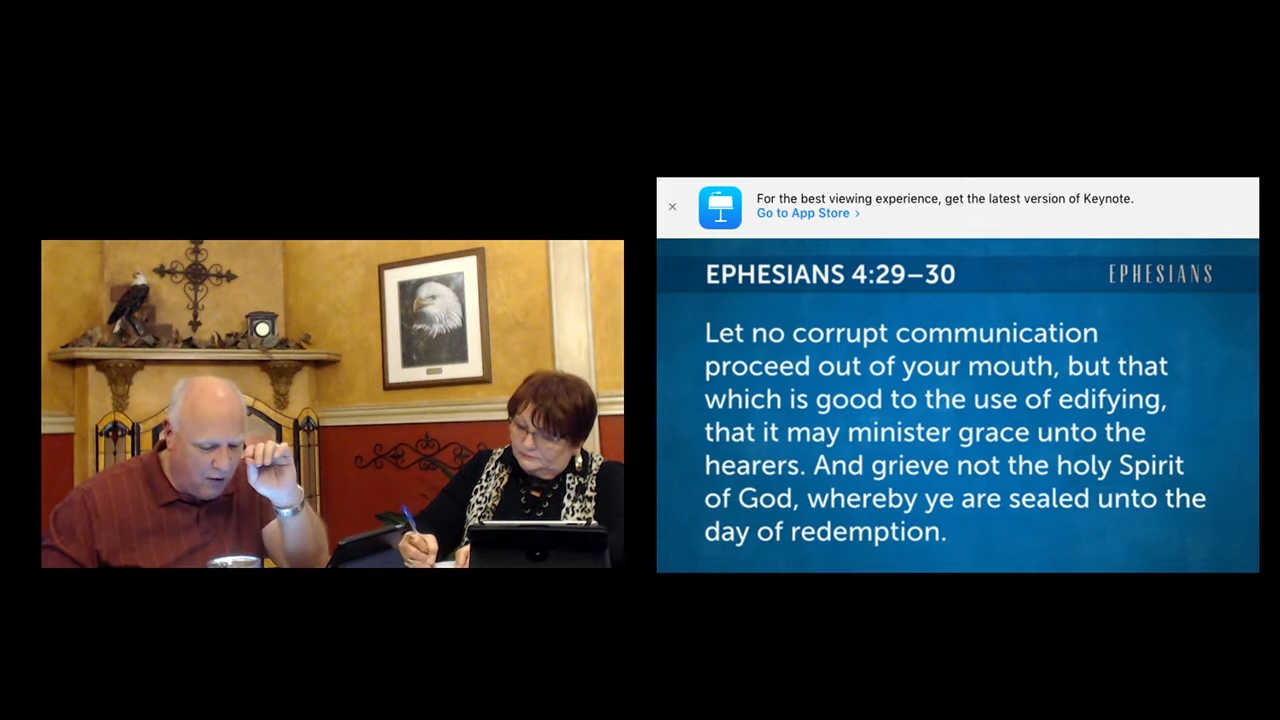 For the best viewing experience, get the latest version of Keynote.
Go to App Store >
EPHESIANS 4:29–30
EPHESIANS
Let no corrupt communication
proceed out of your mouth, but that
which is good to the use of edifying,
that it may minister grace unto the
hearers. And grieve not the holy Spirit
of God, whereby ye are sealed unto the
day of redemption.